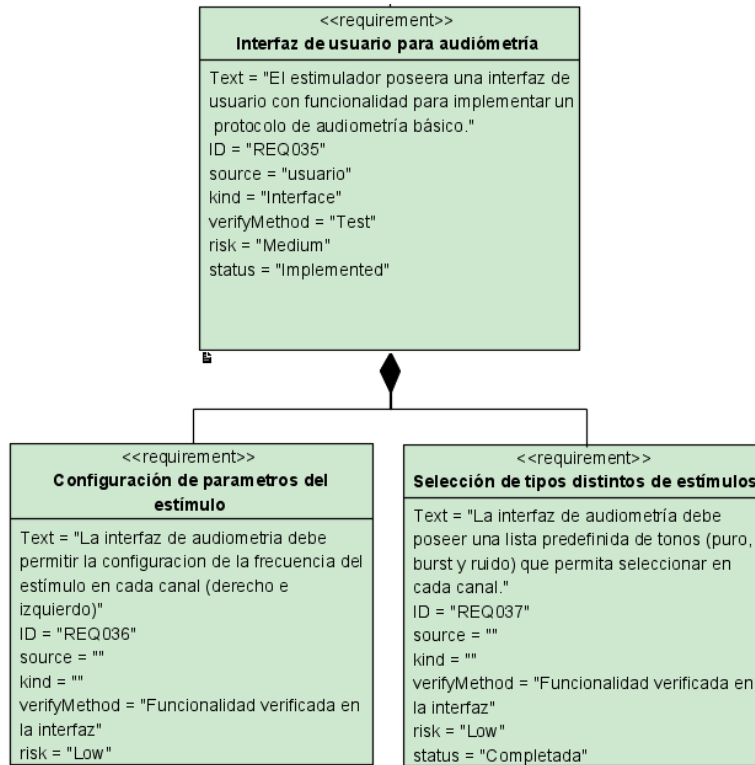 <<requirement>>
Interfaz de usuario para audiómetría
Text = "El estimulador poseera una interfaz de
usuario con funcionalidad para implementar un
protocolo de audiometría básico."
ID = "REQ035"
source = "usuario"
kind = "Interface"
verifyMethod = "Test"
risk = "Medium"
status = "Implemented"
<<requirement>>
Configuración de parametros del
estímulo
Text = "La interfaz de audiometria debe
permitir la configuracion de la frecuencia del
estímulo en cada canal (derecho e
izquierdo)"
ID = "REQ036"
source = ""
kind = ""
verifyMethod = "Funcionalidad verificada en
la interfaz"
risk = "Low"
<<requirement>>
Selección de tipos distintos de estímulos
Text = "La interfaz de audiometría debe
poseer una lista predefinida de tonos (puro,
burst y ruido) que permita seleccionar en
cada canal."
ID = "REQ037"
source = ""
kind = ""
verifyMethod = "Funcionalidad verificada en
la interfaz"
risk = "Low"
status = "Completada"